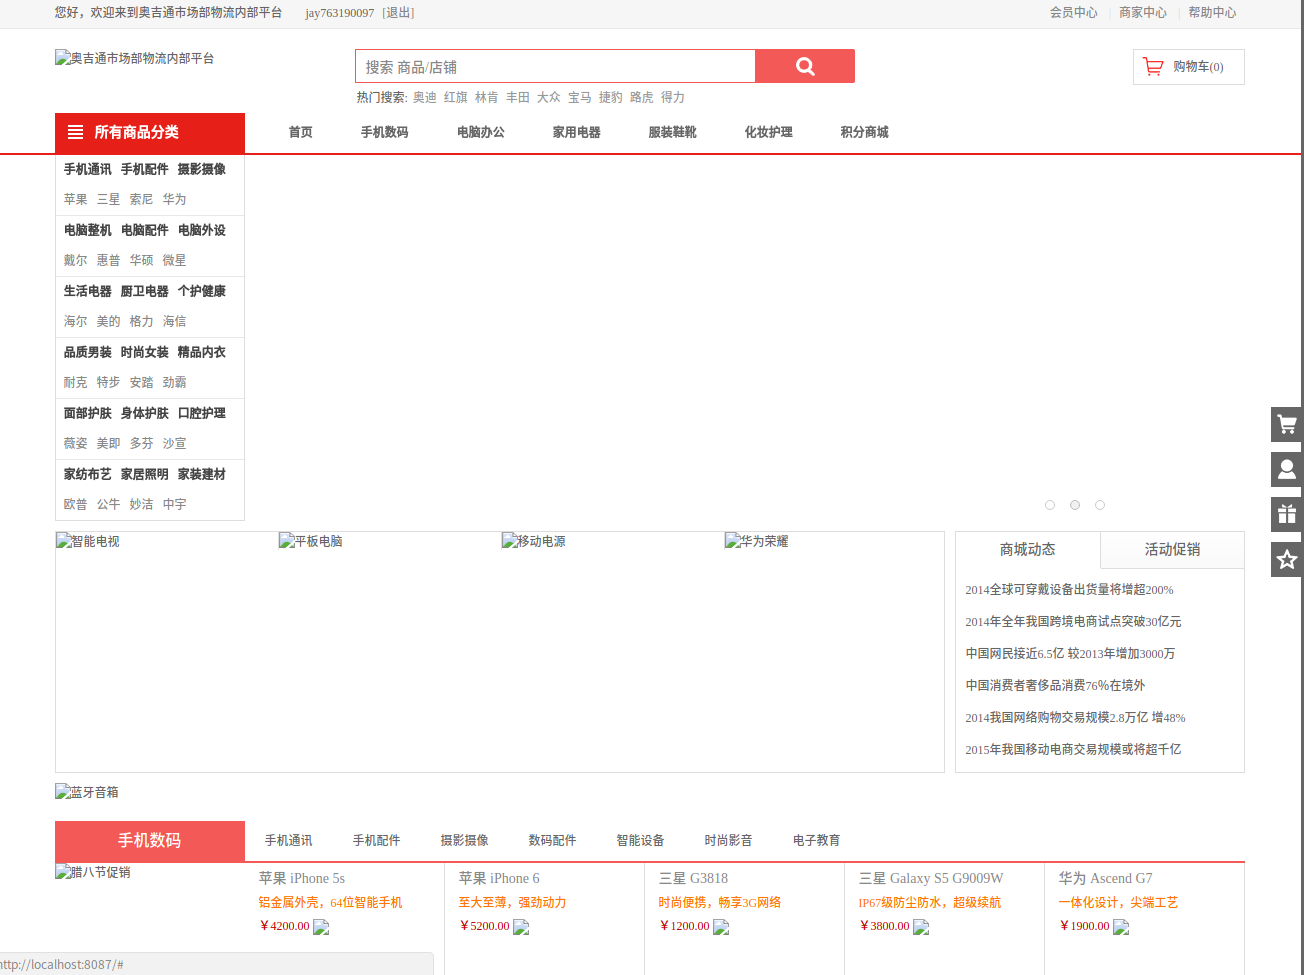 您好，欢迎来到奥吉通市场部物流内部平台 jay763190097 [退出] 会员中心 | 商家中心 | 帮助中心
奥吉通市场部物流内部平台
搜索 商品/店铺
购物车(0)
热门搜索: 奥迪 红旗 林肯 丰田 大众 宝马 捷豹 路虎 得力
所有商品分类 首页 手机数码 电脑办公 家用电器 服装鞋靴 化妆护理 积分商城
手机通讯 手机配件 摄影摄像
苹果 三星 索尼 华为
电脑整机 电脑配件 电脑外设
戴尔 惠普 华硕 微星
生活电器 厨卫电器 个护健康
海尔 美的 格力 海信
品质男装 时尚女装 精品内衣
耐克 特步 安踏 劲霸
面部护肤 身体护肤 口腔护理
薇姿 美即 多芬 沙宣
家纺布艺 家居照明 家装建材
欧普 公牛 妙洁 中宇
智能电视 平板电脑 移动电源 华为荣耀
商城动态 活动促销
2014全球可穿戴设备出货量将增超200%
2014年全年我国跨境电商试点突破30亿元
中国网民接近6.5亿 较2013年增加3000万
中国消费者奢侈品消费76％在境外
2014我国网络购物交易规模2.8万亿 增48%
2015年我国移动电商交易规模或将超千亿
蓝牙音箱
手机数码 手机通讯 手机配件 摄影摄像 数码配件 智能设备 时尚影音 电子教育
腊八节促销
苹果 iPhone 5s 苹果 iPhone 6 三星 G3818 三星 Galaxy S5 G9009W 华为 Ascend G7
铝金属外壳，64位智能手机 至大至薄，强劲动力 时尚便携，畅享3G网络 IP67级防尘防水，超级续航 一体化设计，尖端工艺
￥4200.00 ￥5200.00 ￥1200.00 ￥3800.00 ￥1900.00
http://localhost:8087/#